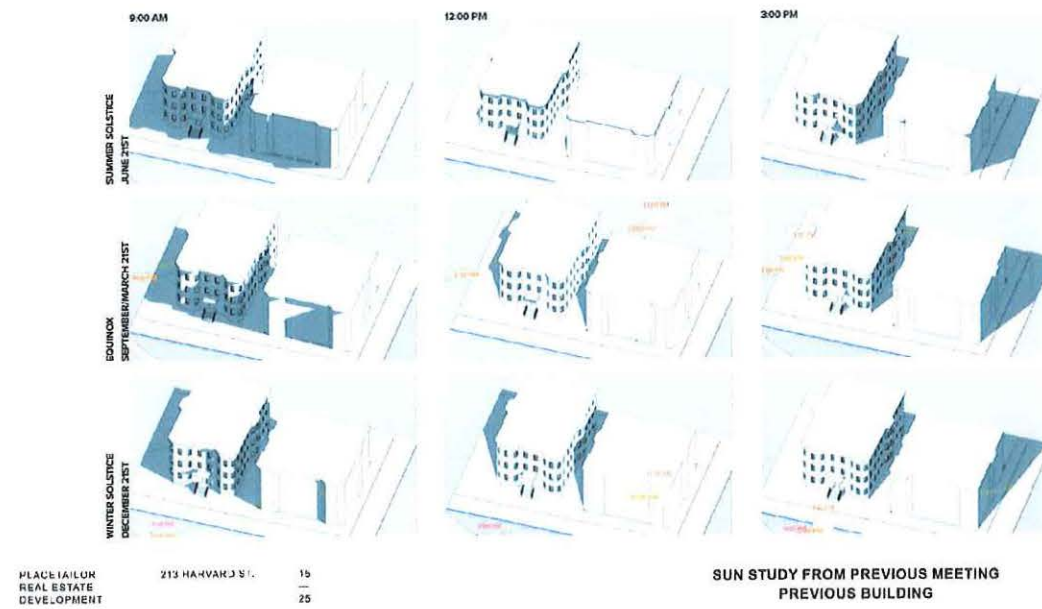 9:00 AM
12:00 PM
3:00 PM
SUMMER SOLSTICE
JUNE 21ST
EQUINOX
SEPTEMBER/MARCH 21ST
WINTER SOLSTICE
DECEMBER 21ST
PLACETAILOR
REAL ESTATE
DEVELOPMENT
213 HARVARD ST.
15
—
25
SUN STUDY FROM PREVIOUS MEETING
PREVIOUS BUILDING